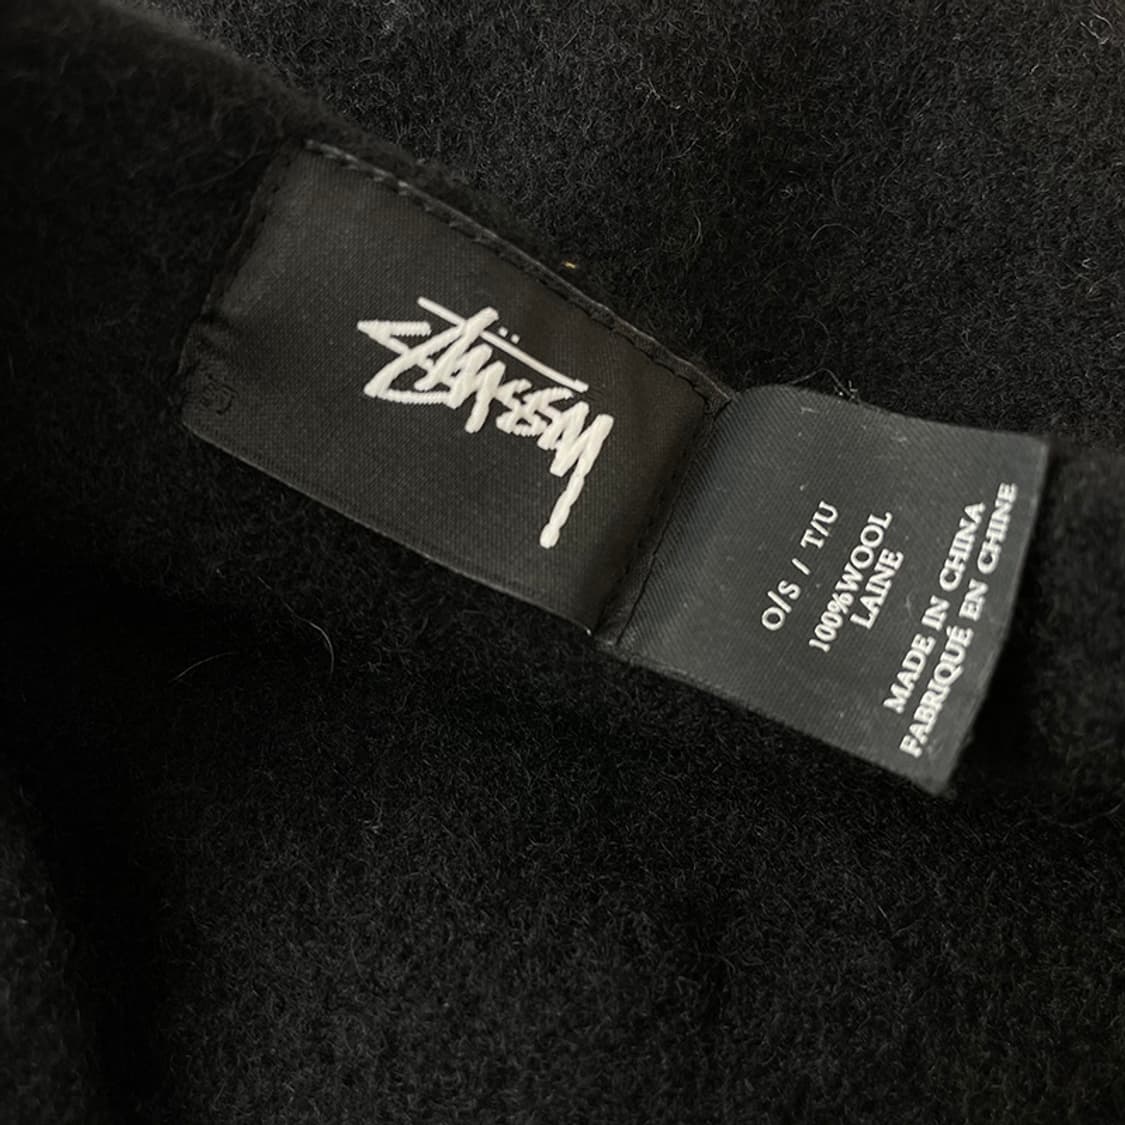 Stüssy
O/S / T/U
100%WOOL
LAINE
MADE IN CHINA
FABRIQUÉ EN CHINE